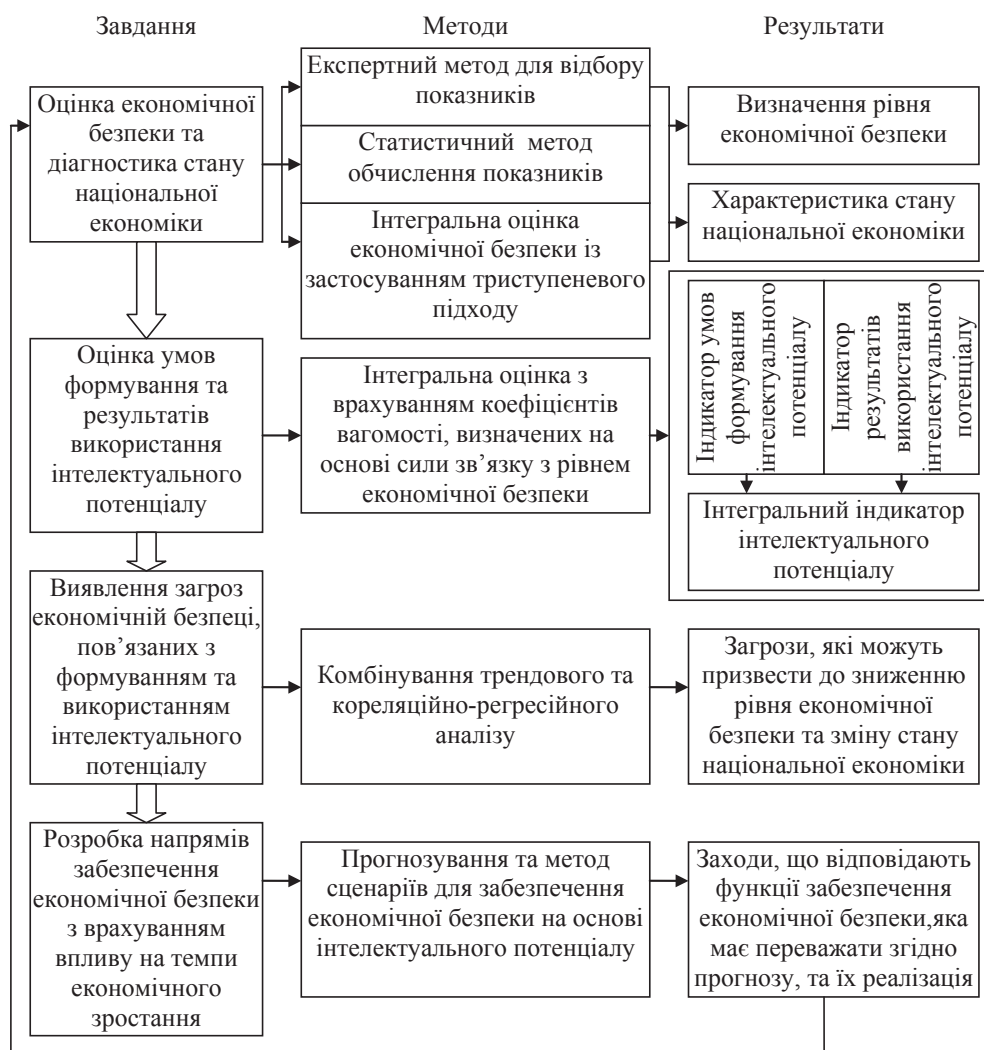 Завдання
Методи
Результати
Оцінка економічної
безпеки та
діагностика стану
національної
економіки
Експертний метод для відбору
показників
Статистичний метод
обчислення показників
Інтегральна оцінка
економічної безпеки із
застосуванням триступеневого
підходу
Визначення рівня
економічної безпеки
Характеристика стану
національної економіки
Оцінка умов
формування та
результатів
використання
інтелектуального
потенціалу
Інтегральна оцінка з
врахуванням коефіцієнтів
вагомості, визначених на
основі сили зв’язку з рівнем
економічної безпеки
Індикатор умов
формування
інтелектуального
потенціалу
Індикатор
результатів
використання
інтелектуального
потенціалу
Інтегральний індикатор
інтелектуального
потенціалу
Виявлення загроз
економічній безпеці,
пов’язаних з
формуванням та
використанням
інтелектуального
потенціалу
Комбінування трендового та
кореляційно-регресійного
аналізу
Загрози, які можуть
призвести до зниженню
рівня економічної
безпеки та зміну стану
національної економіки
Розробка напрямів
забезпечення
економічної безпеки
з врахуванням
впливу на темпи
економічного
зростання
Прогнозування та метод
сценаріїв для забезпечення
економічної безпеки на основі
інтелектуального потенціалу
Заходи, що відповідають
функції забезпечення
економічної безпеки,яка
має переважати згідно
прогнозу, та їх реалізація